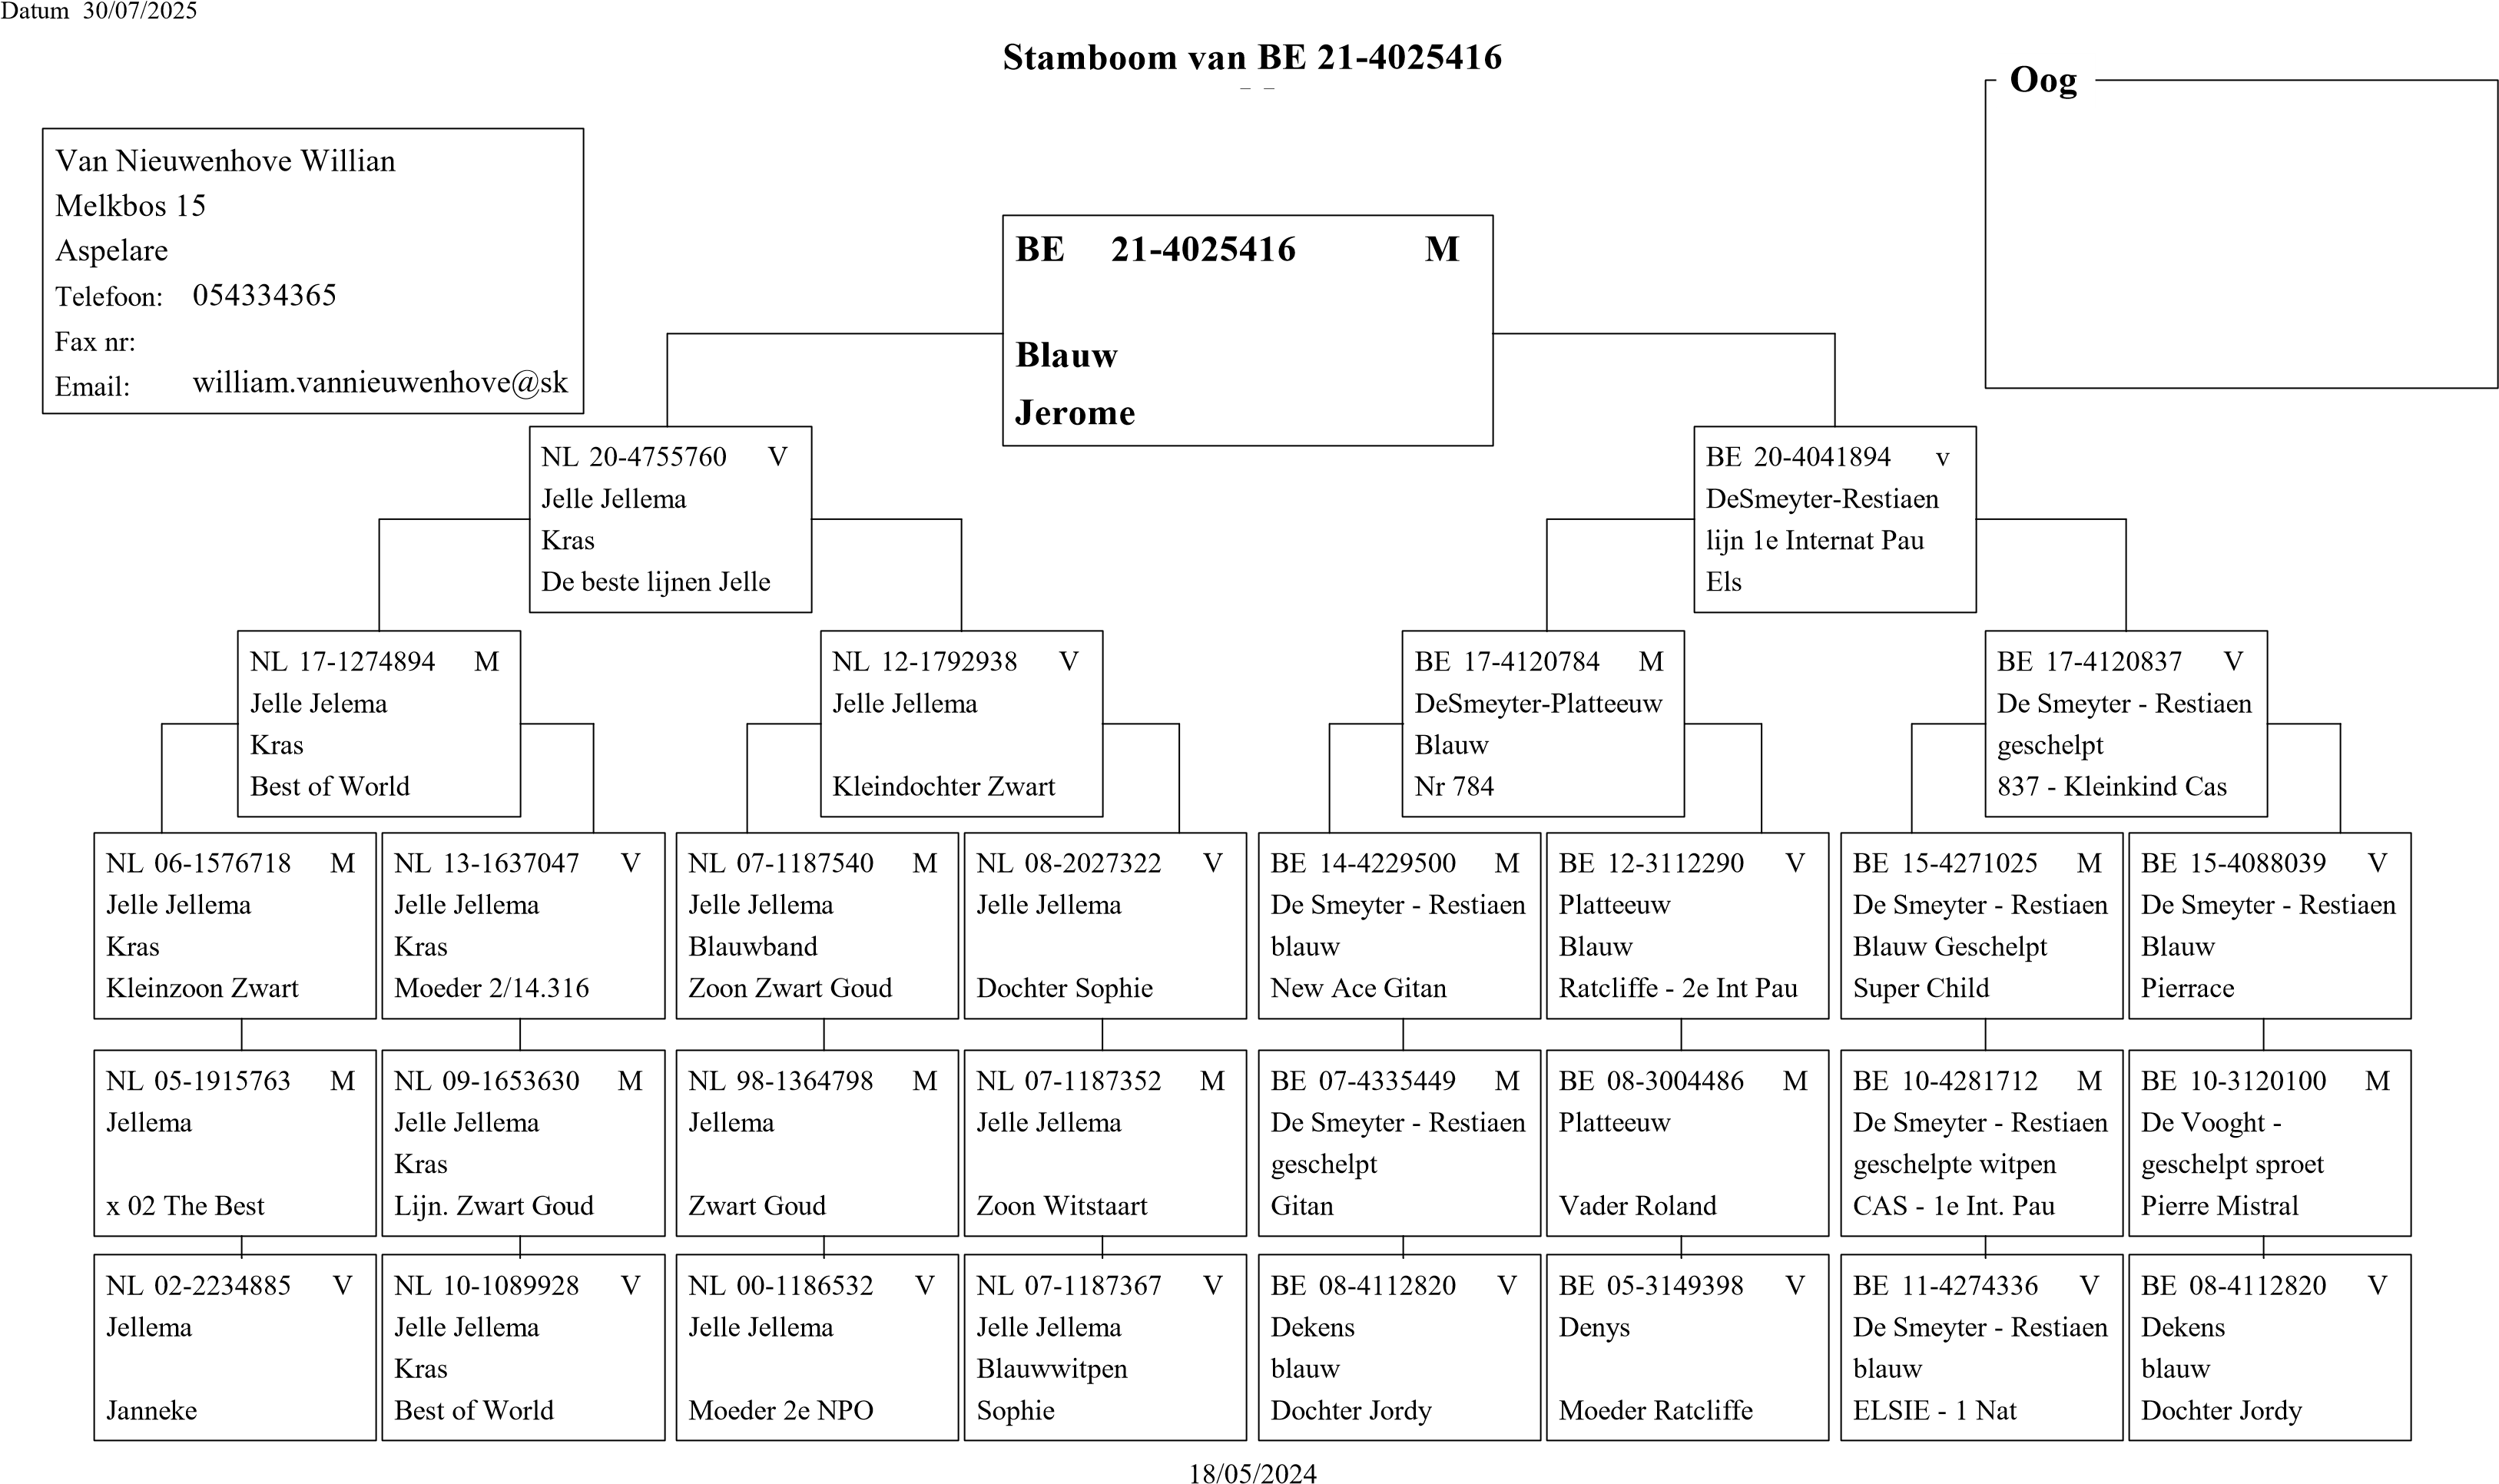 Datum 30/07/2025
Stamboom van BE 21-4025416
_ _
Oog
Van Nieuwenhove Willian
Melkbos 15
Aspelare
Telefoon: 054334365
Fax nr:
Email: william.vannieuwenhove@sk
BE 21-4025416 M
Blauw
Jerome
NL 20-4755760 V
Jelle Jellema
Kras
De beste lijnen Jelle
BE 20-4041894 v
DeSmeyter-Restiaen
lijn 1e Internat Pau
Els
NL 17-1274894 M
Jelle Jelema
Kras
Best of World
NL 12-1792938 V
Jelle Jellema
Kleindochter Zwart
BE 17-4120784 M
DeSmeyter-Platteeuw
Blauw
Nr 784
BE 17-4120837 V
De Smeyter - Restiaen
geschelpt
837 - Kleinkind Cas
NL 06-1576718 M
Jelle Jellema
Kras
Kleinzoon Zwart
NL 13-1637047 V
Jelle Jellema
Kras
Moeder 2/14.316
NL 07-1187540 M
Jelle Jellema
Blauwband
Zoon Zwart Goud
NL 08-2027322 V
Jelle Jellema
Dochter Sophie
BE 14-4229500 M
De Smeyter - Restiaen
blauw
New Ace Gitan
BE 12-3112290 V
Platteeuw
Blauw
Ratcliffe - 2e Int Pau
BE 15-4271025 M
De Smeyter - Restiaen
Blauw Geschelpt
Super Child
BE 15-4088039 V
De Smeyter - Restiaen
Blauw
Pierrace
NL 05-1915763 M
Jellema
x 02 The Best
NL 09-1653630 M
Jelle Jellema
Kras
Lijn. Zwart Goud
NL 98-1364798 M
Jellema
Zwart Goud
NL 07-1187352 M
Jelle Jellema
Zoon Witstaart
BE 07-4335449 M
De Smeyter - Restiaen
geschelpt
Gitan
BE 08-3004486 M
Platteeuw
Vader Roland
BE 10-4281712 M
De Smeyter - Restiaen
geschelpte witpen
CAS - 1e Int. Pau
BE 10-3120100 M
De Vooght -
geschelpt sproet
Pierre Mistral
NL 02-2234885 V
Jellema
Janneke
NL 10-1089928 V
Jelle Jellema
Kras
Best of World
NL 00-1186532 V
Jelle Jellema
Moeder 2e NPO
NL 07-1187367 V
Jelle Jellema
Blauwwitpen
Sophie
BE 08-4112820 V
Dekens
blauw
Dochter Jordy
BE 05-3149398 V
Denys
Moeder Ratcliffe
BE 11-4274336 V
De Smeyter - Restiaen
blauw
ELSIE - 1 Nat
BE 08-4112820 V
Dekens
blauw
Dochter Jordy
18/05/2024